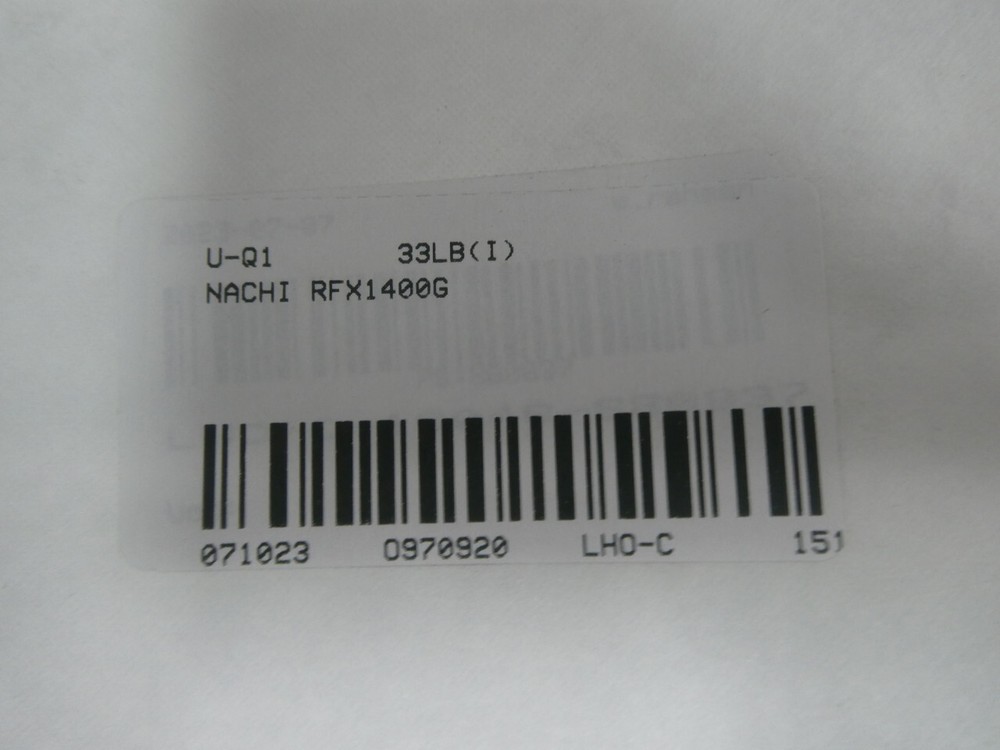 U-Q1 33LB(I)
NACHI RFX1400G
071023 0970920 LHO-C 151